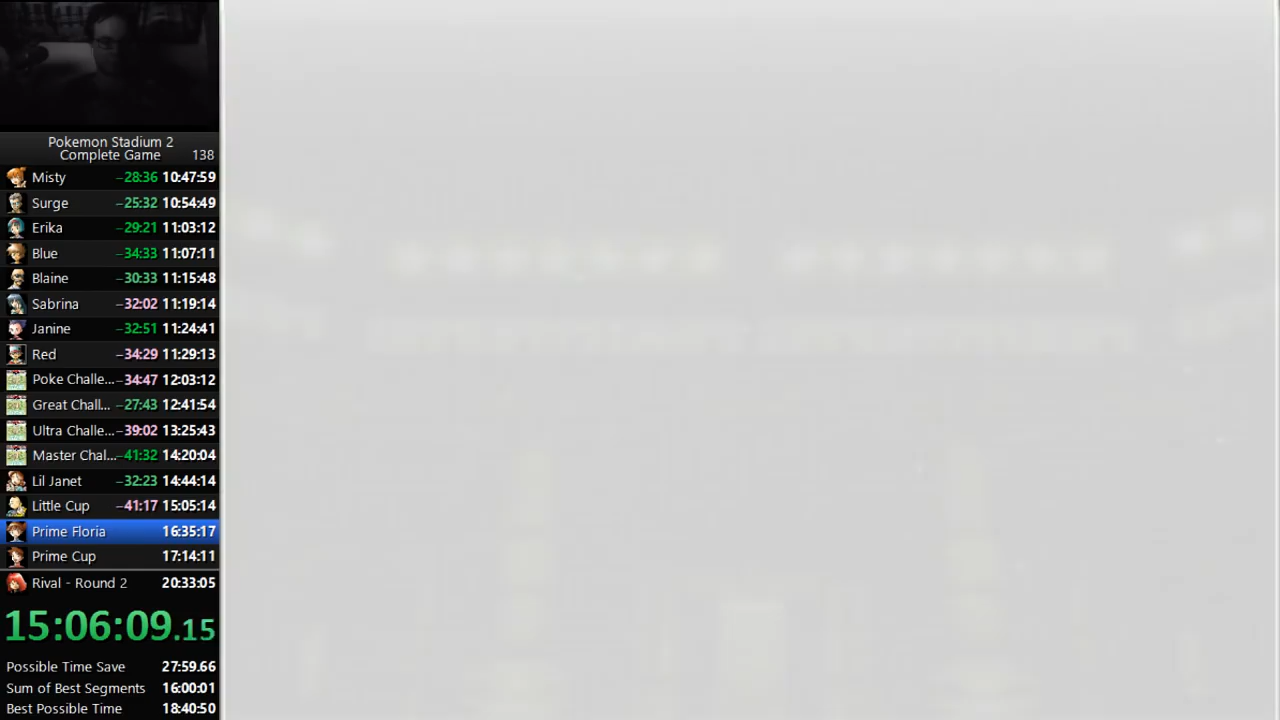 Pokemon Stadium 2
Complete Game 138
Misty −28:36 10:47:59
Surge −25:32 10:54:49
Erika −29:21 11:03:12
Blue −34:33 11:07:11
Blaine −30:33 11:15:48
Sabrina −32:02 11:19:14
Janine −32:51 11:24:41
Red −34:29 11:29:13
Poke Challe... −34:47 12:03:12
Great Chall... −27:43 12:41:54
Ultra Challe... −39:02 13:25:43
Master Chal... −41:32 14:20:04
Lil Janet −32:23 14:44:14
Little Cup −41:17 15:05:14
Prime Floria 16:35:17
Prime Cup 17:14:11
Rival - Round 2 20:33:05
15:06:09.15
Possible Time Save 27:59.66
Sum of Best Segments 16:00:01
Best Possible Time 18:40:50